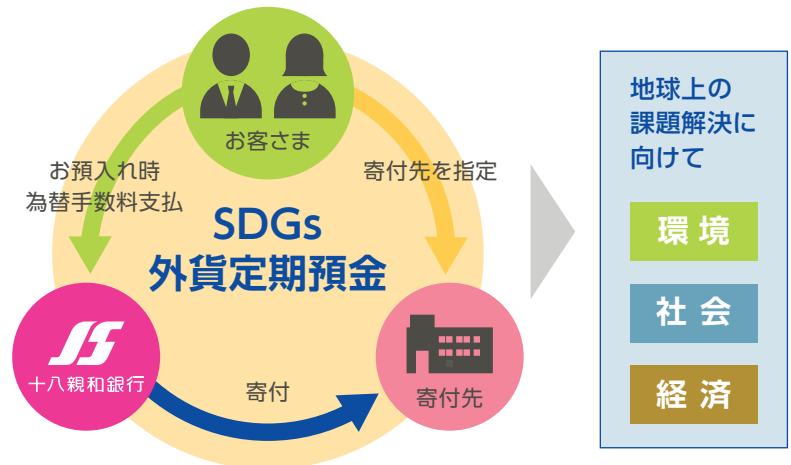 お客さま
お預入れ時
為替手数料支払
寄付先を指定
SDGs
外貨定期預金
十八親和銀行
寄付
寄付先
地球上の
課題解決に
向けて
環境
社会
経済